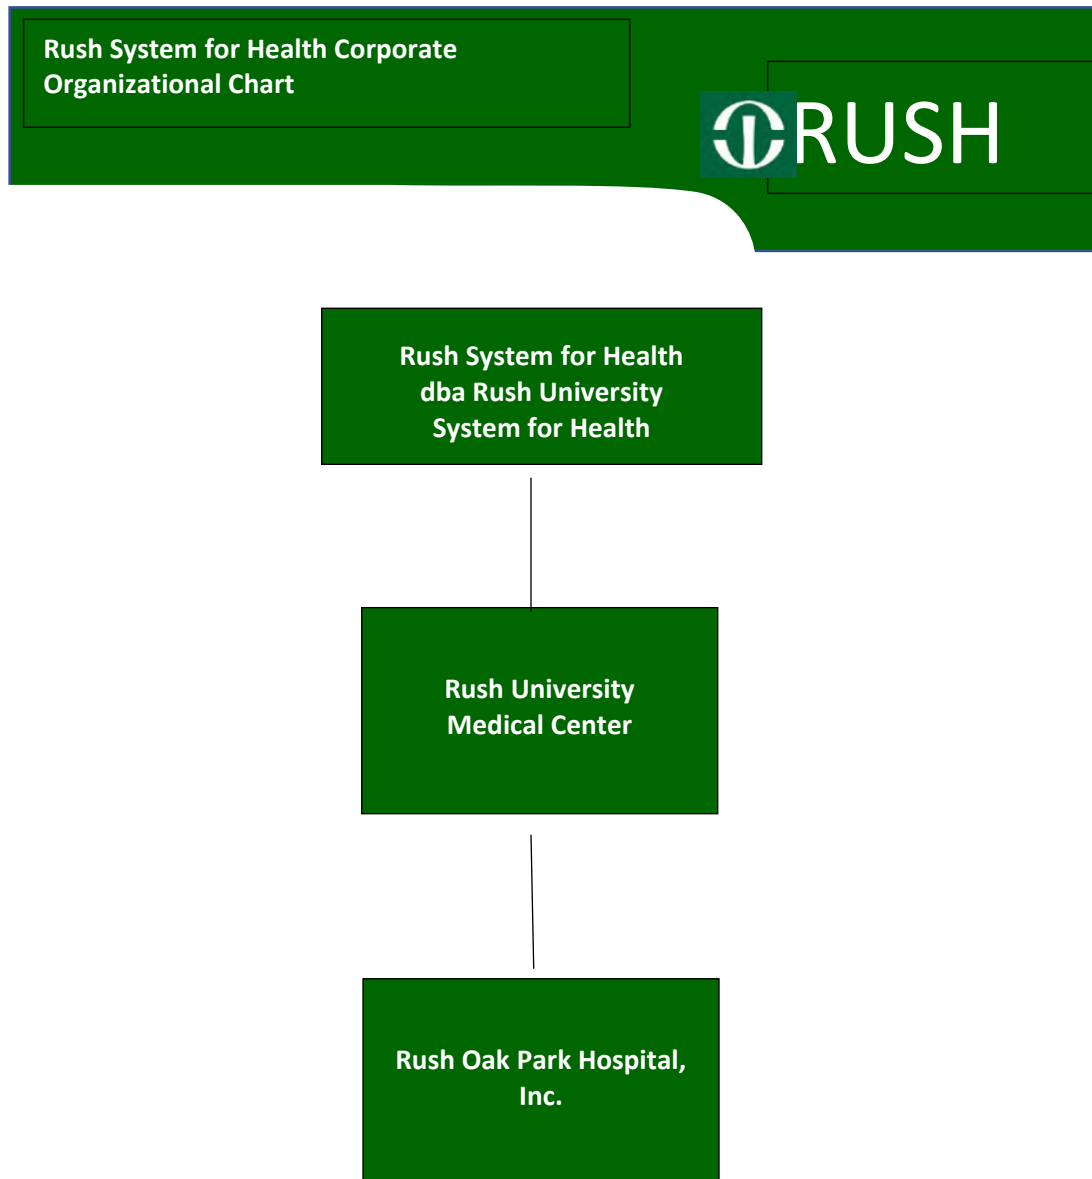 Rush System for Health Corporate
Organizational Chart
RUSH
Rush System for Health
dba Rush University
System for Health
Rush University
Medical Center
Rush Oak Park Hospital,
Inc.